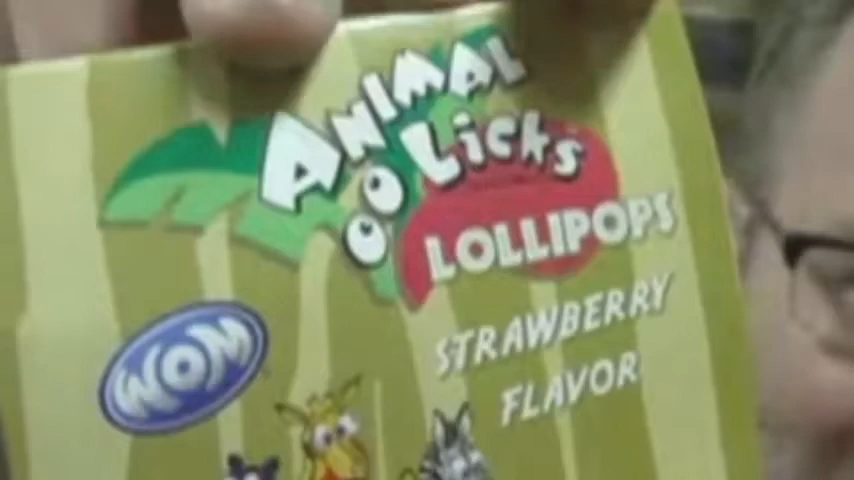 ANIMAL
Licks
LOLLIPOPS
STRAWBERRY
FLAVOR
WOM